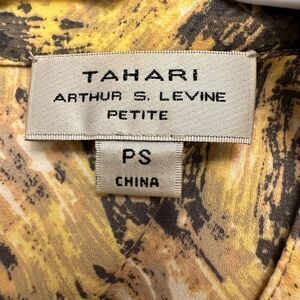 TAHARI
ARTHUR S. LEVINE
PETITE
PS
CHINA